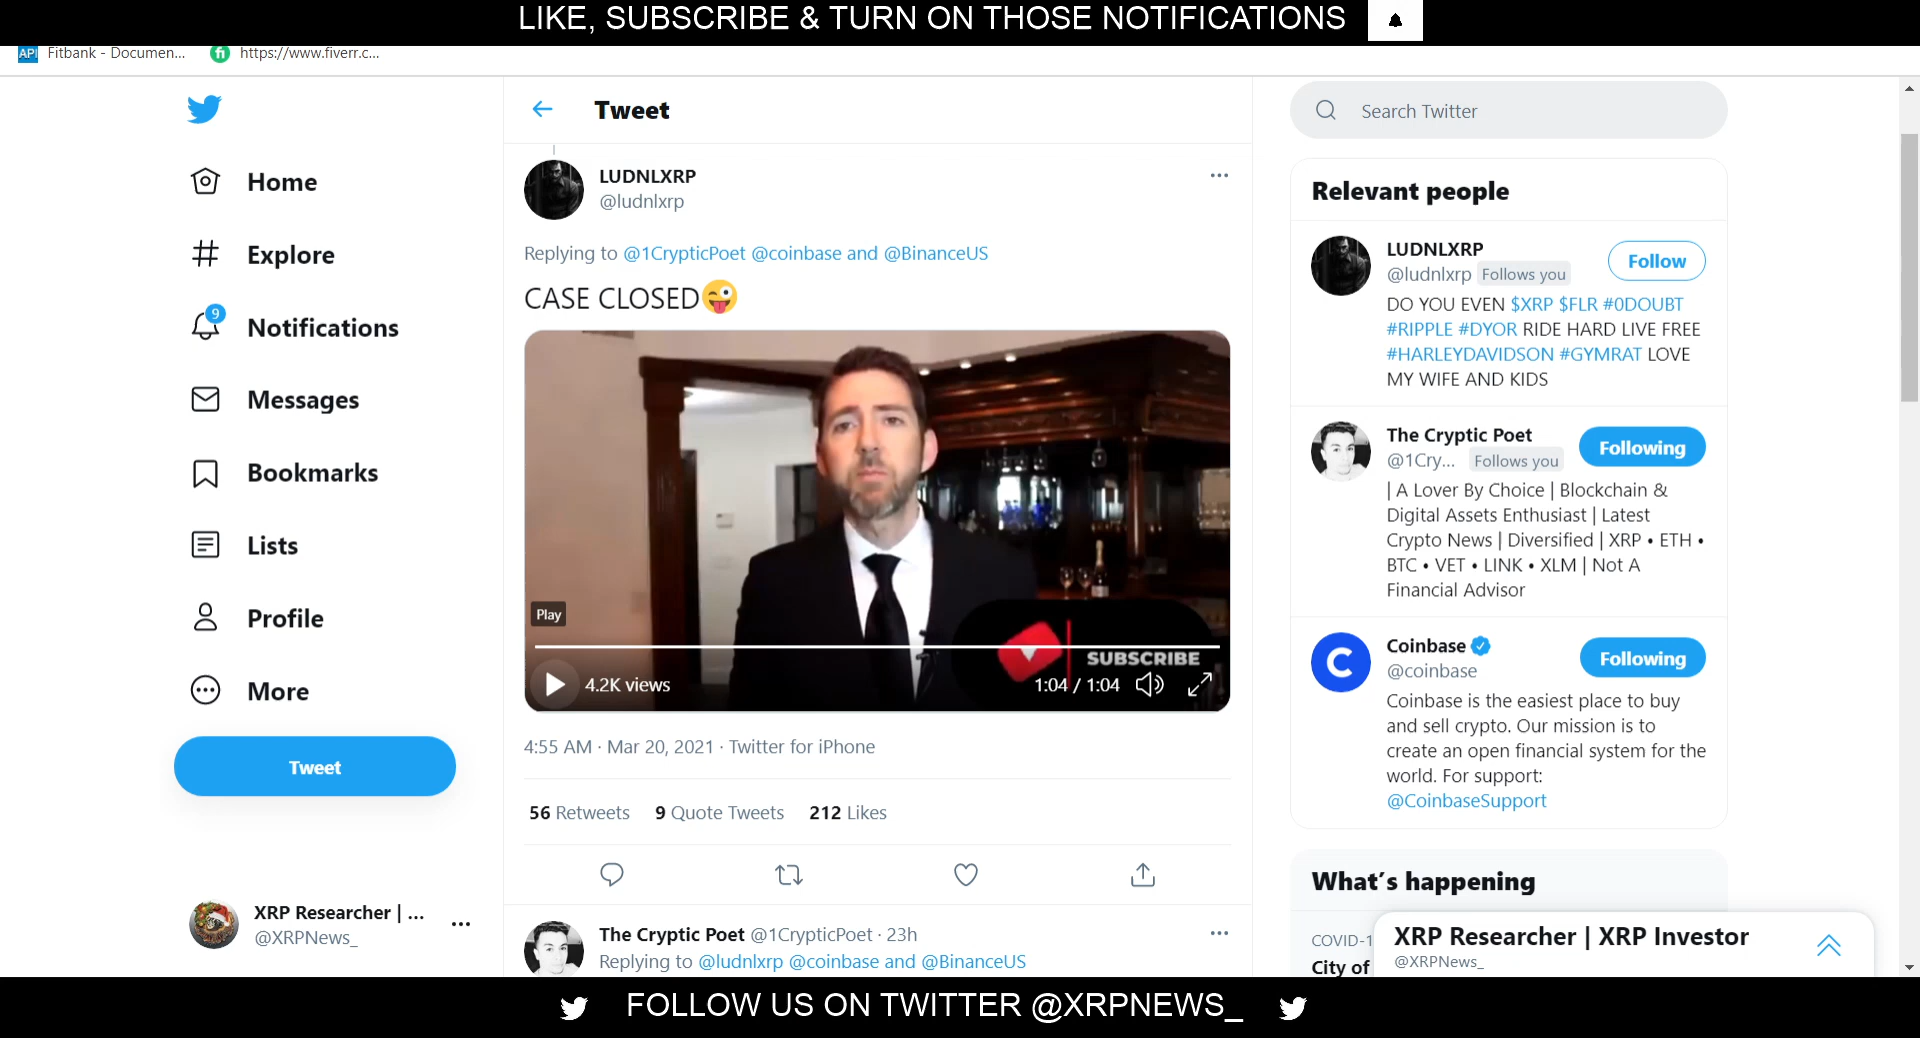 LIKE, SUBSCRIBE & TURN ON THOSE NOTIFICATIONS
API Fitbank - Documen...
fi https://www.fiverr.c...
Home
Explore
9
Notifications
Messages
Bookmarks
Lists
Profile
More
Tweet
XRP Researcher | ...
@XRPNews_
Tweet
LUDNLXRP
@ludnlxrp
Replying to @1CrypticPoet @coinbase and @BinanceUS
CASE CLOSED😜
Play
SUBSCRIBE
4.2K views
1:04 / 1:04
4:55 AM · Mar 20, 2021 · Twitter for iPhone
56 Retweets 9 Quote Tweets 212 Likes
The Cryptic Poet @1CrypticPoet · 23h
Replying to @ludnlxrp @coinbase and @BinanceUS
Search Twitter
Relevant people
LUDNLXRP
@ludnlxrp Follows you
Follow
DO YOU EVEN $XRP $FLR #0DOUBT
#RIPPLE #DYOR RIDE HARD LIVE FREE
#HARLEYDAVIDSON #GYMRAT LOVE
MY WIFE AND KIDS
The Cryptic Poet
@1Cry... Follows you
Following
| A Lover By Choice | Blockchain &
Digital Assets Enthusiast | Latest
Crypto News | Diversified | XRP • ETH •
BTC • VET • LINK • XLM | Not A
Financial Advisor
C
Coinbase
@coinbase
Following
Coinbase is the easiest place to buy
and sell crypto. Our mission is to
create an open financial system for the
world. For support:
@CoinbaseSupport
What's happening
COVID-1
City of
XRP Researcher | XRP Investor
@XRPNews_
FOLLOW US ON TWITTER @XRPNEWS_